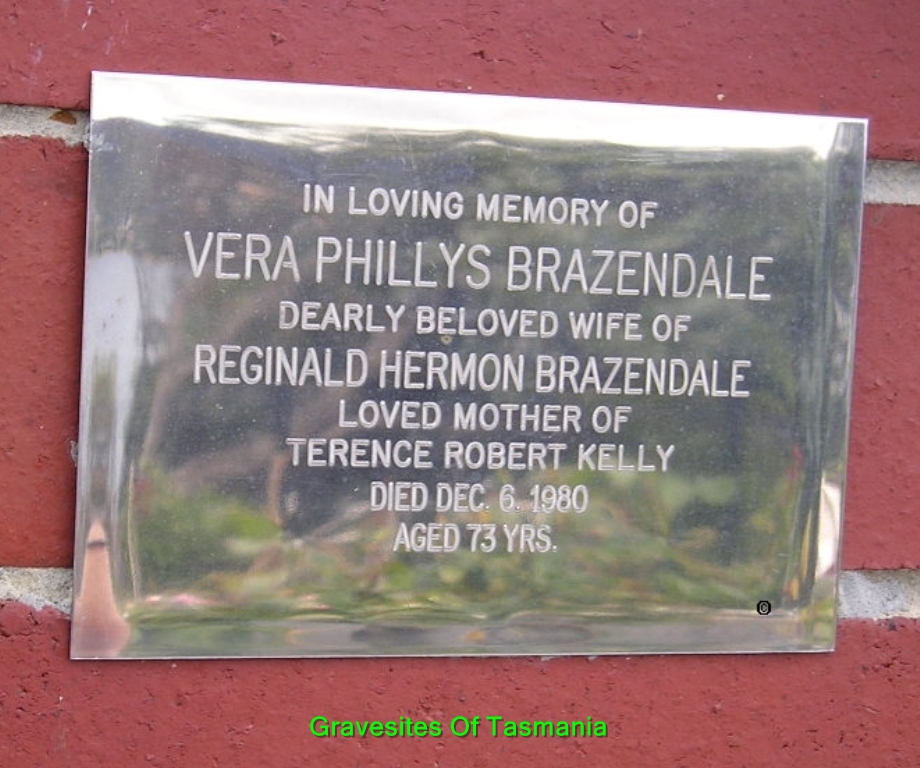 IN LOVING MEMORY OF
VERA PHILLYS BRAZENDALE
DEARLY BELOVED WIFE OF
REGINALD HERMON BRAZENDALE
LOVED MOTHER OF
TERENCE ROBERT KELLY
DIED DEC. 6. 1980
AGED 73 YRS.
©
Gravesites Of Tasmania